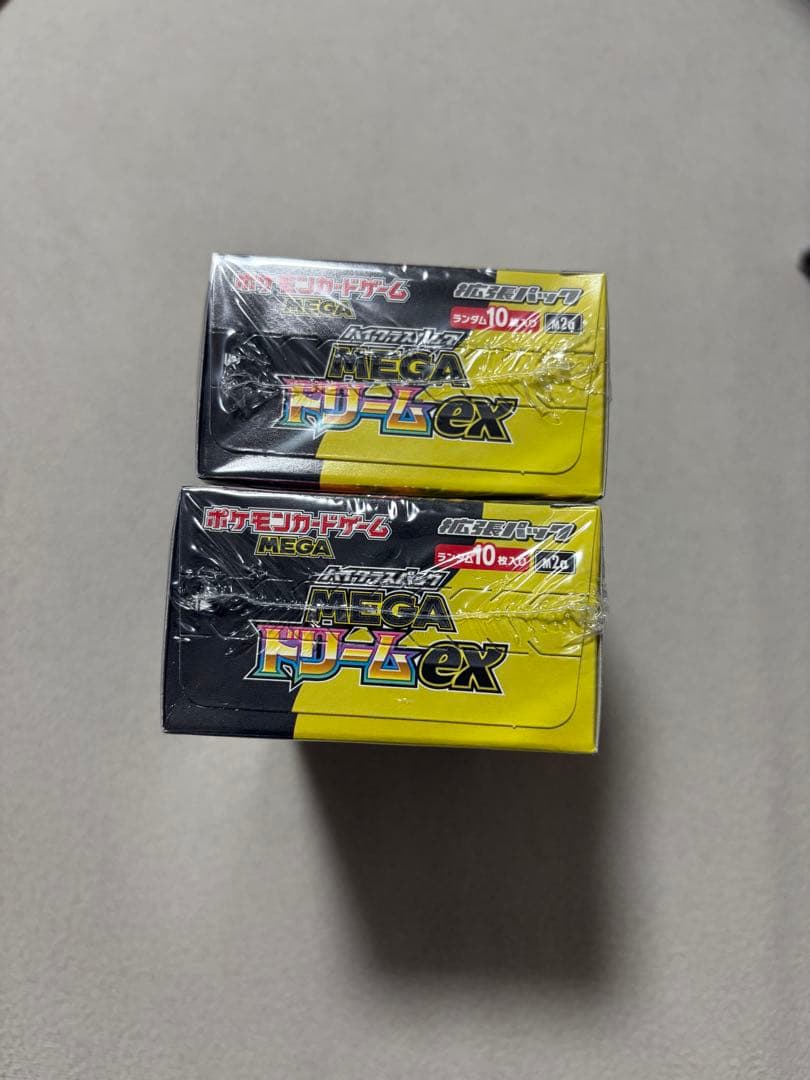 ポケモンカードゲーム
MEGA
拡張パック
ランダム10枚入り
M2a
ハイクラスパック
MEGA
ドリームex
ポケモンカードゲーム
MEGA
拡張パック
ランダム10枚入り
M2a
ハイクラスパック
MEGA
ドリームex